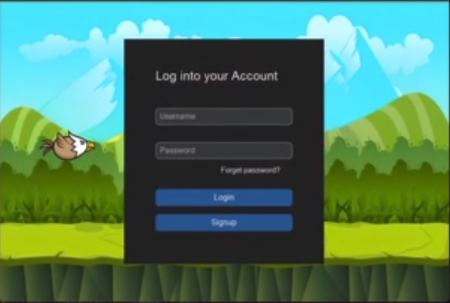 Log into your Account
Username
Password
Forget password?
Login
Signup